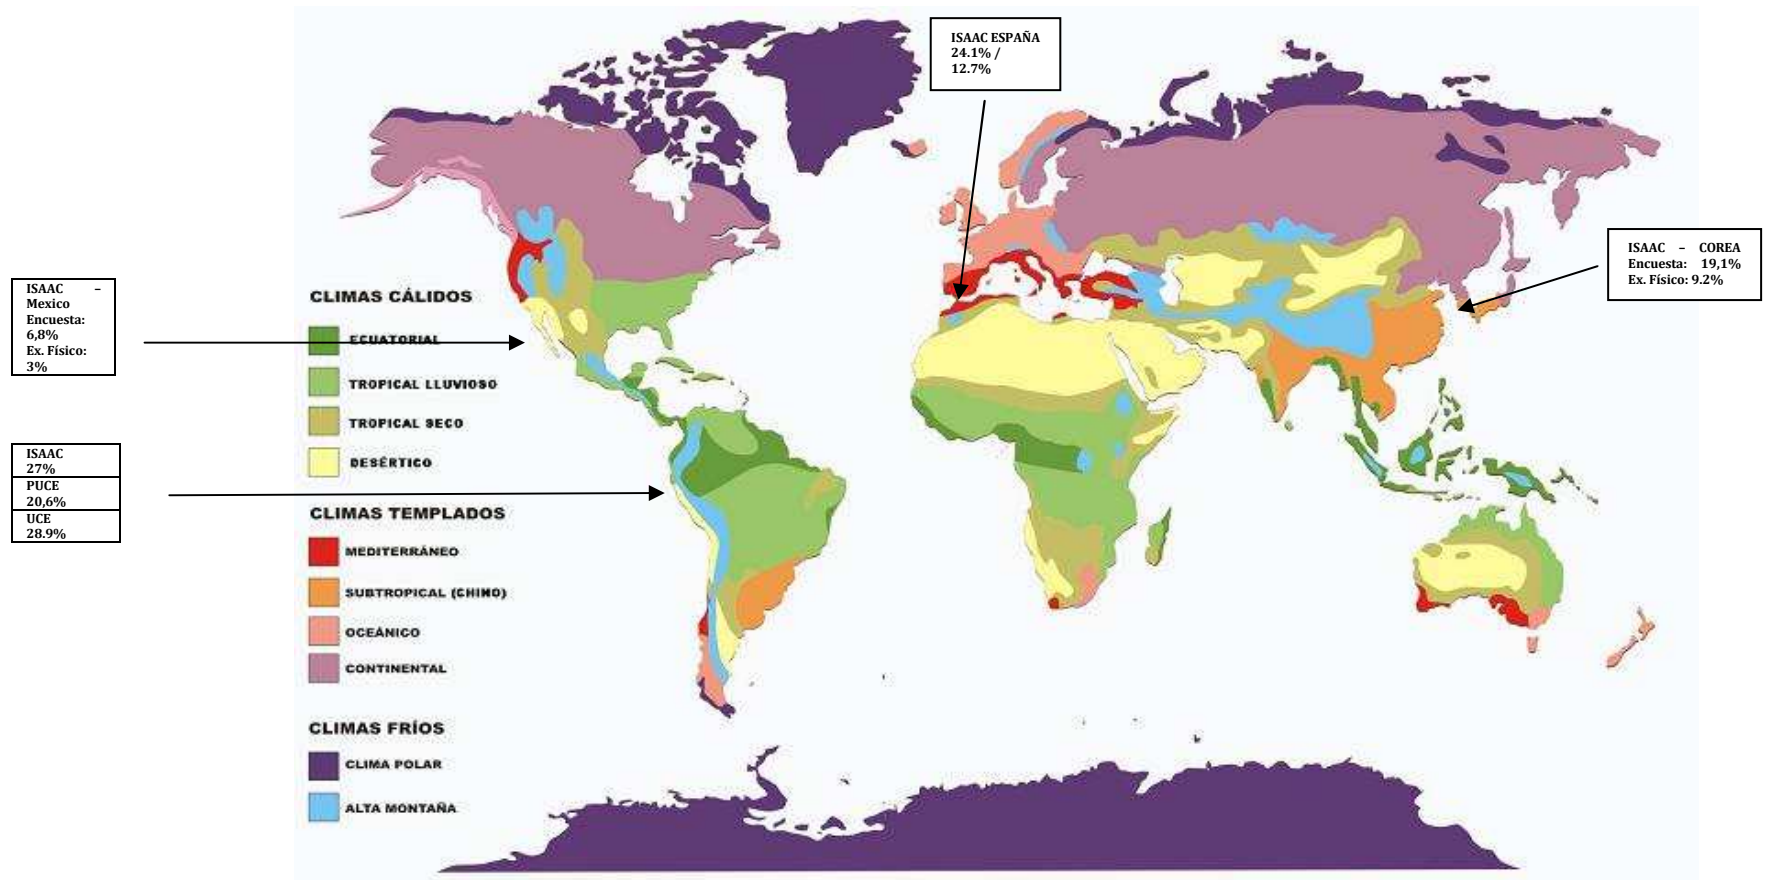 ISAAC ESPAÑA
24.1% /
12.7%
ISAAC – COREA
Encuesta: 19,1%
Ex. Físico: 9.2%
ISAAC –
Mexico
Encuesta:
6,8%
Ex. Físico:
3%
ISAAC
27%
PUCE
20,6%
UCE
28.9%
CLIMAS CÁLIDOS
ECUATORIAL
TROPICAL LLUVIOSO
TROPICAL SECO
DESÉRTICO
CLIMAS TEMPLADOS
MEDITERRÁNEO
SUBTROPICAL (CHINO)
OCEÁNICO
CONTINENTAL
CLIMAS FRÍOS
CLIMA POLAR
ALTA MONTAÑA